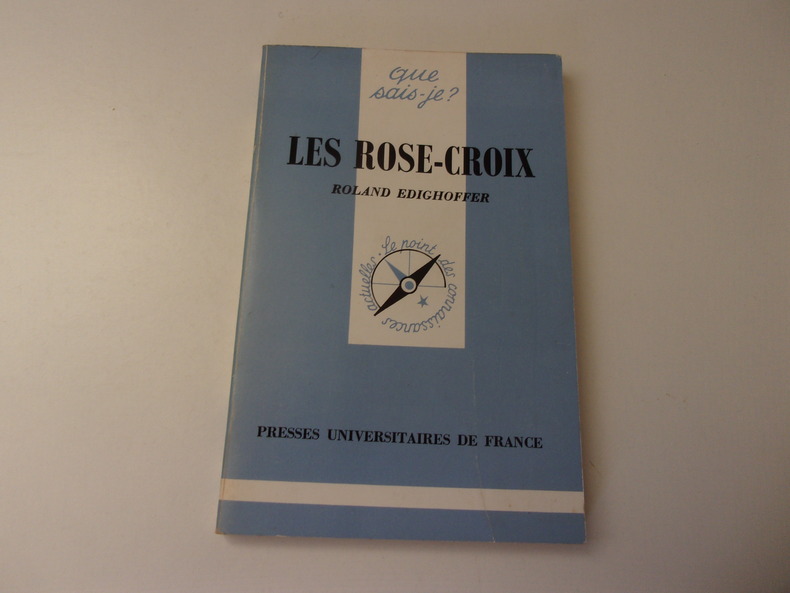 que
sais-je?
LES ROSE-CROIX
ROLAND EDIGHOFFER
Le point des connaissances actuelles.
PRESSES UNIVERSITAIRES DE FRANCE